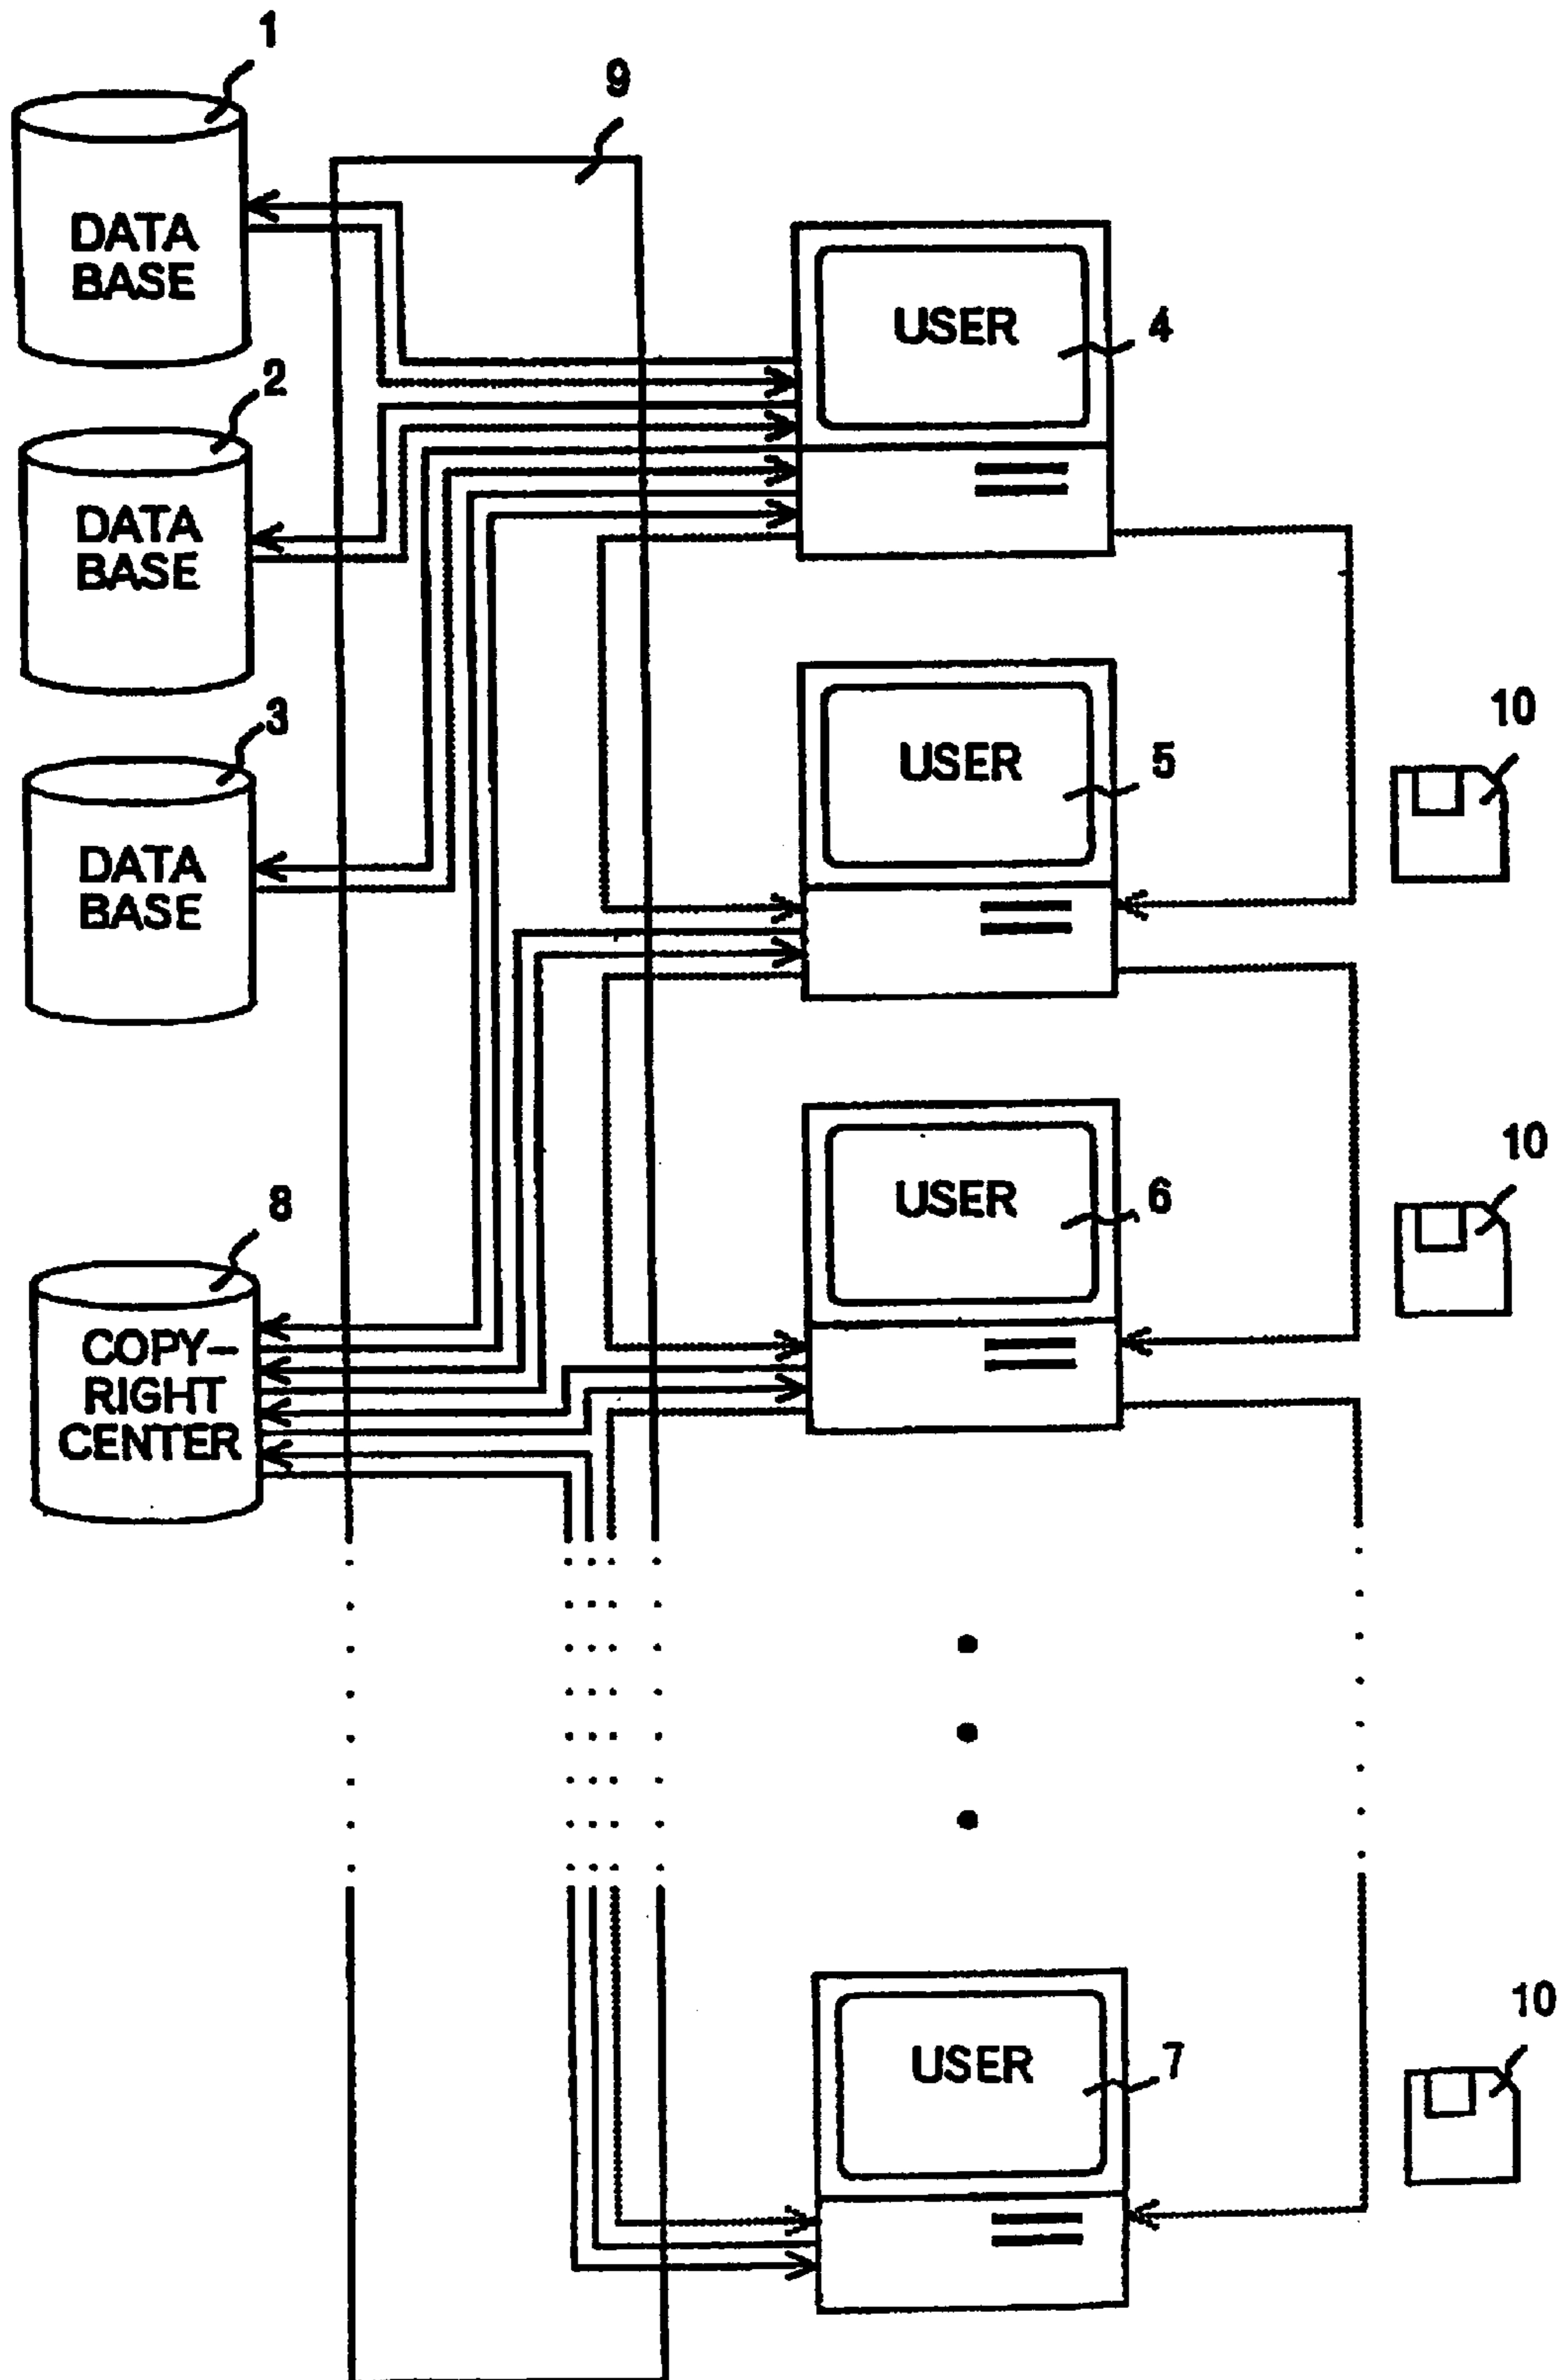 1
9
DATA
BASE
USER
4
2
DATA
BASE
3
10
USER
5
DATA
BASE
10
8
USER
6
COPY-
RIGHT
CENTER
10
USER
7